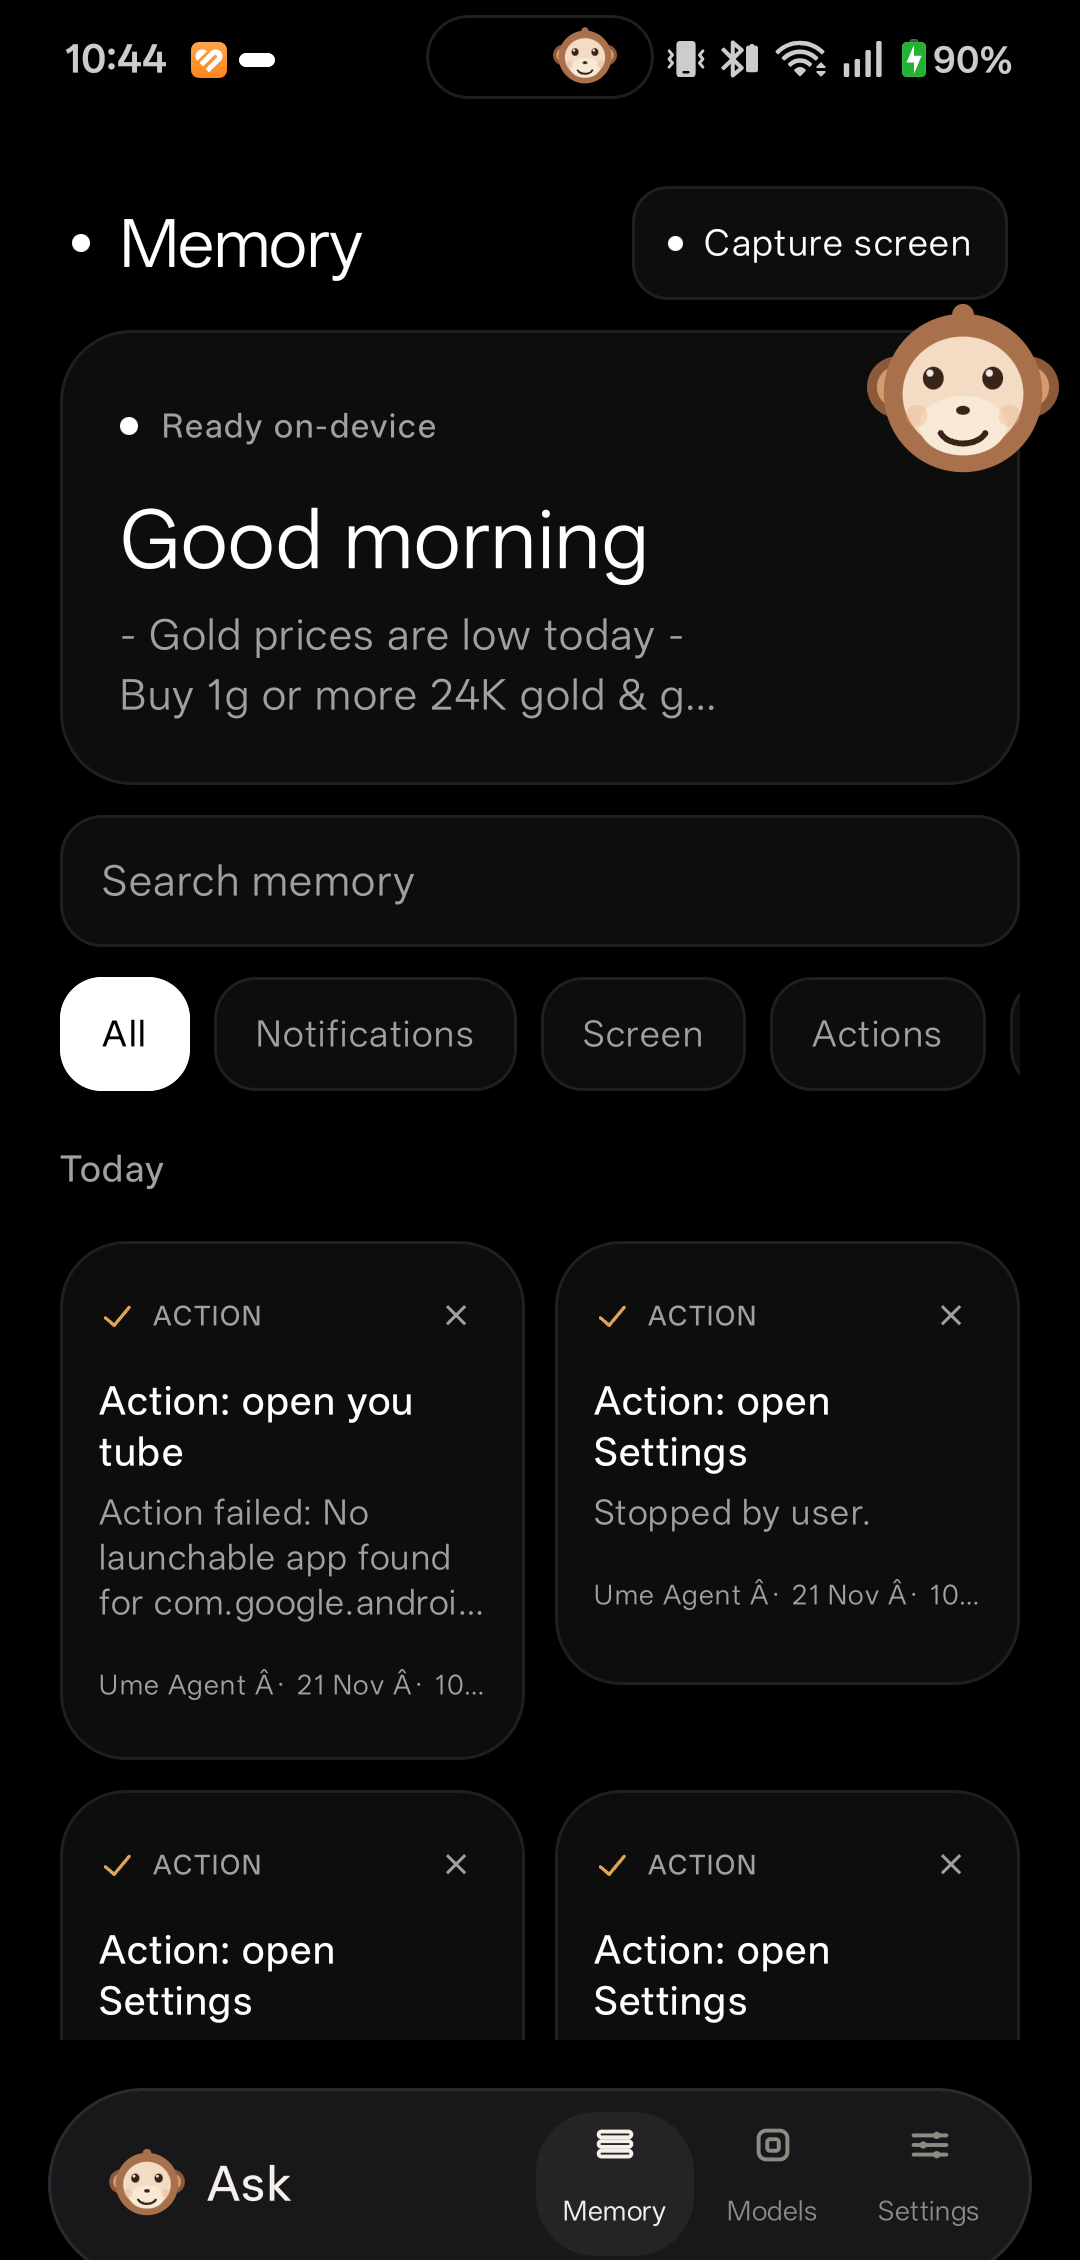 10:44
90%
Memory
Capture screen
Ready on-device
Good morning
- Gold prices are low today -
Buy 1g or more 24K gold & g...
Search memory
All
Notifications
Screen
Actions
Today
ACTION
Action: open you
tube
Action failed: No
launchable app found
for com.google.androi...
Ume Agent Â· 21 Nov Â· 10...
ACTION
Action: open
Settings
Stopped by user.
Ume Agent Â· 21 Nov Â· 10...
ACTION
Action: open
Settings
ACTION
Action: open
Settings
Ask
Memory
Models
Settings